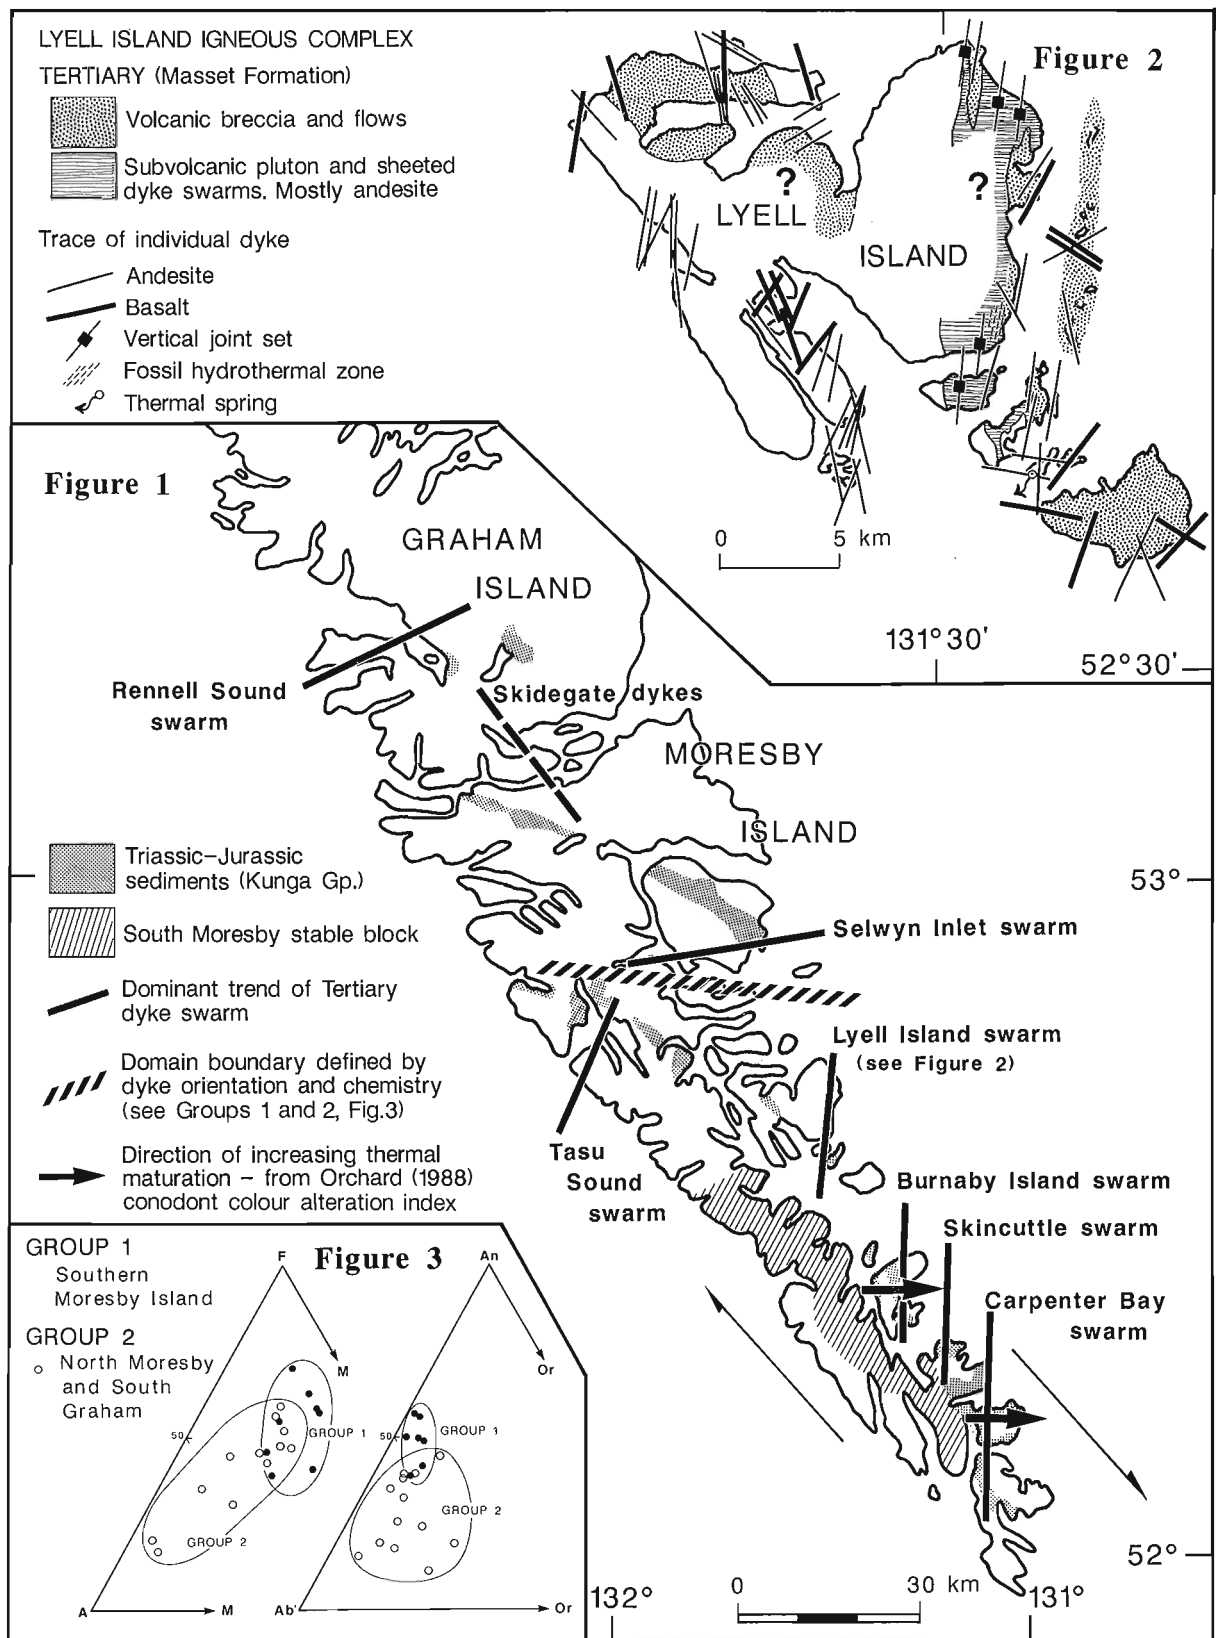 LYELL ISLAND IGNEOUS COMPLEX
TERTIARY (Masset Formation)
Volcanic breccia and flows
Subvolcanic pluton and sheeted
dyke swarms. Mostly andesite
Trace of individual dyke
Andesite
Basalt
Vertical joint set
Fossil hydrothermal zone
Thermal spring
Figure 2
?
?
LYELL
ISLAND
0 5 km
131°30'
52°30'
Figure 1
GRAHAM
ISLAND
Rennell Sound
swarm
Skidegate dykes
MORESBY
ISLAND
Triassic-Jurassic
sediments (Kunga Gp.)
South Moresby stable block
Dominant trend of Tertiary
dyke swarm
Domain boundary defined by
dyke orientation and chemistry
(see Groups 1 and 2, Fig.3)
Direction of increasing thermal
maturation - from Orchard (1988)
conodont colour alteration index
53°
Selwyn Inlet swarm
Lyell Island swarm
(see Figure 2)
Tasu
Sound
swarm
Burnaby Island swarm
Skincuttle swarm
Carpenter Bay
swarm
52°
132°
0 30 km
131°
GROUP 1
Southern
Moresby Island
GROUP 2
North Moresby
and South
Graham
Figure 3
F
M
50
GROUP 1
GROUP 2
A
M
An
Or
50
GROUP 1
GROUP 2
Ab'
Or